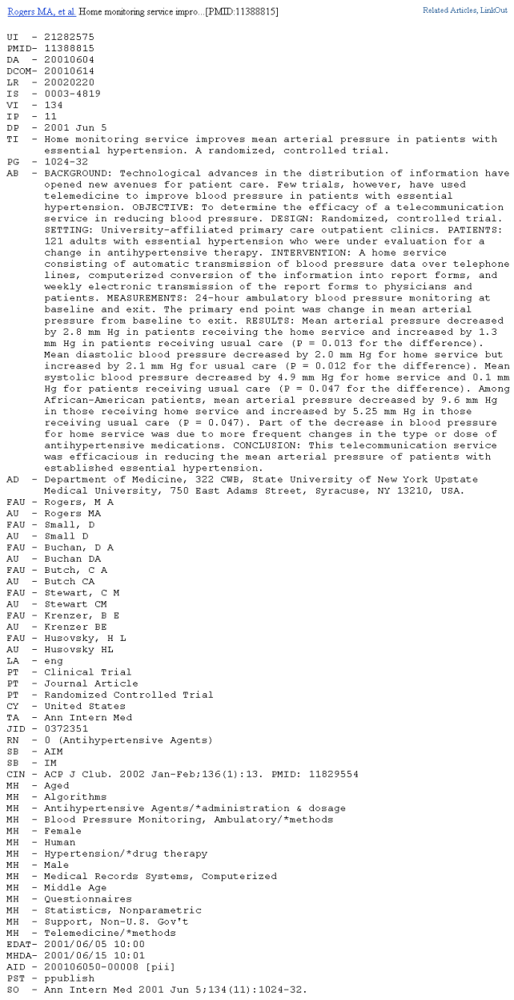 Rogers MA, et al. Home monitoring service impro...[PMID:11388815] Related Articles, LinkOut
UI - 21282575
PMID- 11388815
DA - 20010604
DCOM- 20010614
LR - 20020220
IS - 0003-4819
VI - 134
IP - 11
DP - 2001 Jun 5
TI - Home monitoring service improves mean arterial pressure in patients with
essential hypertension. A randomized, controlled trial.
PG - 1024-32
AB - BACKGROUND: Technological advances in the distribution of information have
opened new avenues for patient care. Few trials, however, have used
telemedicine to improve blood pressure in patients with essential
hypertension. OBJECTIVE: To determine the efficacy of a telecommunication
service in reducing blood pressure. DESIGN: Randomized, controlled trial.
SETTING: University-affiliated primary care outpatient clinics. PATIENTS:
121 adults with essential hypertension who were under evaluation for a
change in antihypertensive therapy. INTERVENTION: A home service
consisting of automatic transmission of blood pressure data over telephone
lines, computerized conversion of the information into report forms, and
weekly electronic transmission of the report forms to physicians and
patients. MEASUREMENTS: 24-hour ambulatory blood pressure monitoring at
baseline and exit. The primary end point was change in mean arterial
pressure from baseline to exit. RESULTS: Mean arterial pressure decreased
by 2.8 mm Hg in patients receiving the home service and increased by 1.3
mm Hg in patients receiving usual care (P = 0.013 for the difference).
Mean diastolic blood pressure decreased by 2.0 mm Hg for home service but
increased by 2.1 mm Hg for usual care (P = 0.012 for the difference). Mean
systolic blood pressure decreased by 4.9 mm Hg for home service and 0.1 mm
Hg for patients receiving usual care (P = 0.047 for the difference). Among
African-American patients, mean arterial pressure decreased by 9.6 mm Hg
in those receiving home service and increased by 5.25 mm Hg in those
receiving usual care (P = 0.047). Part of the decrease in blood pressure
for home service was due to more frequent changes in the type or dose of
antihypertensive medications. CONCLUSION: This telecommunication service
was efficacious in reducing the mean arterial pressure of patients with
established essential hypertension.
AD - Department of Medicine, 322 CWB, State University of New York Upstate
Medical University, 750 East Adams Street, Syracuse, NY 13210, USA.
FAU - Rogers, M A
AU - Rogers MA
FAU - Small, D
AU - Small D
FAU - Buchan, D A
AU - Buchan DA
FAU - Butch, C A
AU - Butch CA
FAU - Stewart, C M
AU - Stewart CM
FAU - Krenzer, B E
AU - Krenzer BE
FAU - Husovsky, H L
AU - Husovsky HL
LA - eng
PT - Clinical Trial
PT - Journal Article
PT - Randomized Controlled Trial
CY - United States
TA - Ann Intern Med
JID - 0372351
RN - 0 (Antihypertensive Agents)
SB - AIM
SB - IM
CIN - ACP J Club. 2002 Jan-Feb;136(1):13. PMID: 11829554
MH - Aged
MH - Algorithms
MH - Antihypertensive Agents/*administration & dosage
MH - Blood Pressure Monitoring, Ambulatory/*methods
MH - Female
MH - Human
MH - Hypertension/*drug therapy
MH - Male
MH - Medical Records Systems, Computerized
MH - Middle Age
MH - Questionnaires
MH - Statistics, Nonparametric
MH - Support, Non-U.S. Gov't
MH - Telemedicine/*methods
EDAT- 2001/06/05 10:00
MHDA- 2001/06/15 10:01
AID - 200106050-00008 [pii]
PST - ppublish
SO - Ann Intern Med 2001 Jun 5;134(11):1024-32.